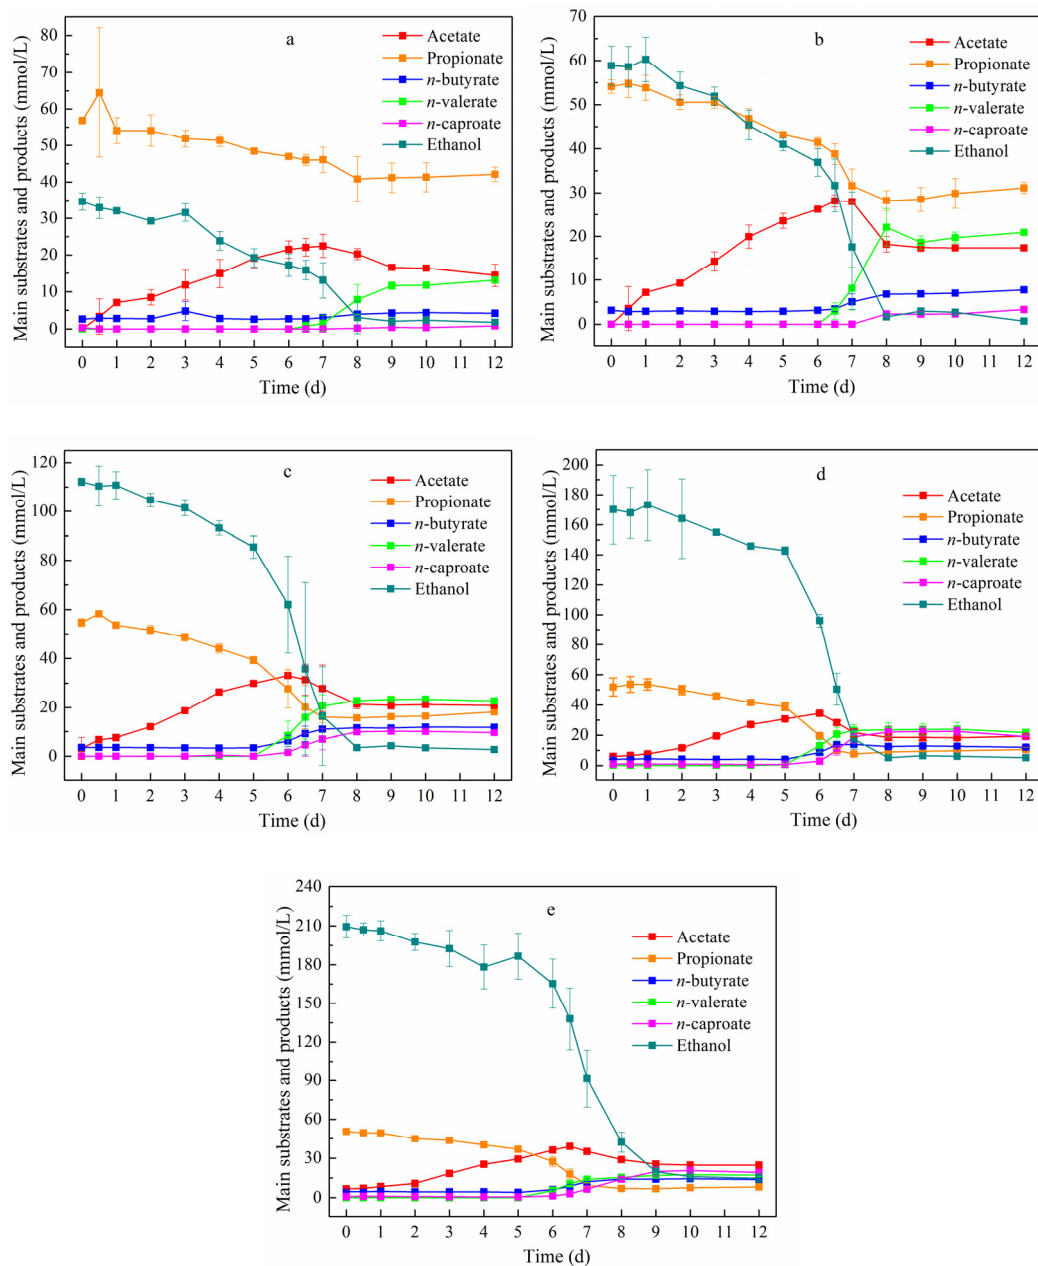 a
80
70
60
50
40
30
20
10
0
Main substrates and products (mmol/L)
Acetate
Propionate
n-butyrate
n-valerate
n-caproate
Ethanol
0 1 2 3 4 5 6 7 8 9 10 11 12
Time (d)
b
70
60
50
40
30
20
10
0
Main substrates and products (mmol/L)
Acetate
Propionate
n-butyrate
n-valerate
n-caproate
Ethanol
0 1 2 3 4 5 6 7 8 9 10 11 12
Time (d)
c
120
100
80
60
40
20
0
Main substrates and products (mmol/L)
Acetate
Propionate
n-butyrate
n-valerate
n-caproate
Ethanol
0 1 2 3 4 5 6 7 8 9 10 11 12
Time (d)
d
200
180
160
140
120
100
80
60
40
20
0
Main substrates and products (mmol/L)
Acetate
Propionate
n-butyrate
n-valerate
n-caproate
Ethanol
0 1 2 3 4 5 6 7 8 9 10 11 12
Time (d)
e
240
210
180
150
120
90
60
30
0
Main substrates and products (mmol/L)
Acetate
Propionate
n-butyrate
n-valerate
n-caproate
Ethanol
0 1 2 3 4 5 6 7 8 9 10 11 12
Time (d)